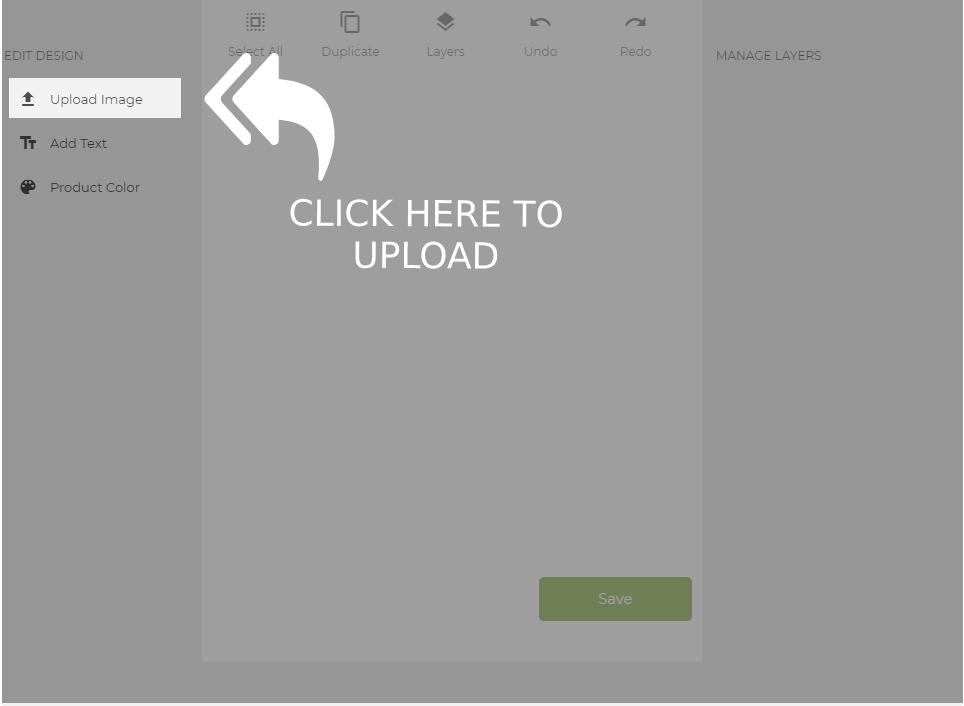 Select All
Duplicate
Layers
Undo
Redo
EDIT DESIGN
MANAGE LAYERS
Upload Image
Add Text
Product Color
CLICK HERE TO
UPLOAD
Save